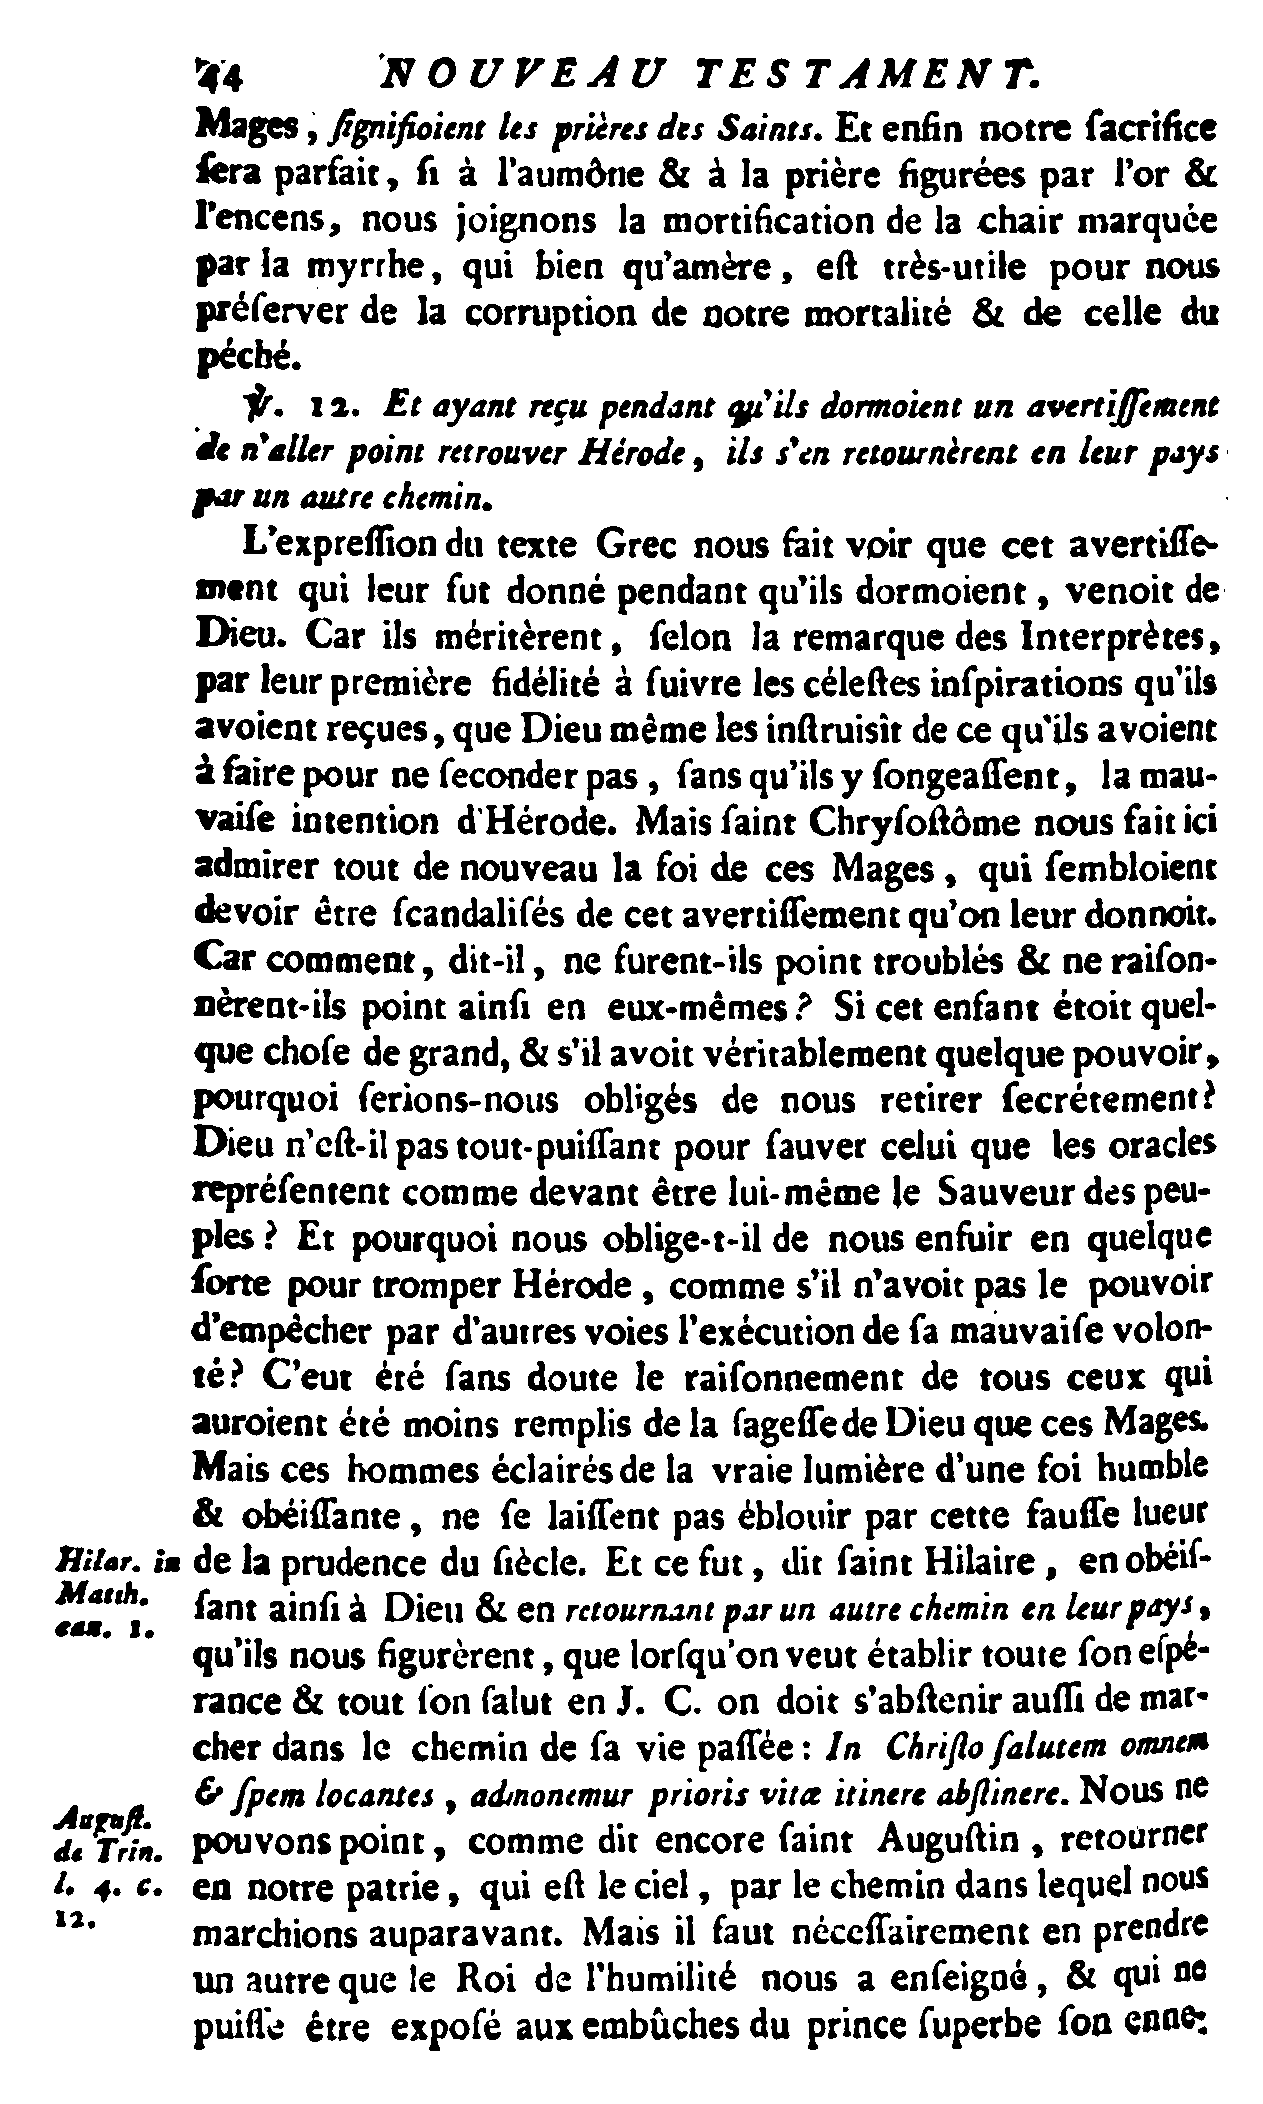 44 NOUVEAU TESTAMENT.
Mages, ſignifioient les prières des Saints. Et enfin notre ſacrifice
ſera parfait, ſi à l'aumône & à la prière figurées par l'or &
l'encens, nous joignons la mortification de la chair marquée
par la myrrhe, qui bien qu'amère, eſt très-utile pour nous
préſerver de la corruption de notre mortalité & de celle du
péché.
℣. 12. Et ayant reçu pendant qu'ils dormoient un avertiſſement
de n'aller point retrouver Hérode, ils s'en retournèrent en leur pays
par un autre chemin.
L'expreſſion du texte Grec nous fait voir que cet avertiſſe-
ment qui leur fut donné pendant qu'ils dormoient, venoit de
Dieu. Car ils méritèrent, ſelon la remarque des Interprètes,
par leur première fidélité à ſuivre les céleſtes inſpirations qu'ils
avoient reçues, que Dieu même les inſtruisît de ce qu'ils avoient
à faire pour ne ſeconder pas, ſans qu'ils y ſongeaſſent, la mau-
vaiſe intention d'Hérode. Mais ſaint Chryſoſtôme nous fait ici
admirer tout de nouveau la foi de ces Mages, qui ſembloient
devoir être ſcandaliſés de cet avertiſſement qu'on leur donnoit.
Car comment, dit-il, ne furent-ils point troublés & ne raiſon-
nèrent-ils point ainſi en eux-mêmes? Si cet enfant étoit quel-
que choſe de grand, & s'il avoit véritablement quelque pouvoir,
pourquoi ſerions-nous obligés de nous retirer ſecrétement?
Dieu n'eſt-il pas tout-puiſſant pour ſauver celui que les oracles
repréſentent comme devant être lui-même le Sauveur des peu-
ples? Et pourquoi nous oblige-t-il de nous enfuir en quelque
ſorte pour tromper Hérode, comme s'il n'avoit pas le pouvoir
d'empêcher par d'autres voies l'exécution de ſa mauvaiſe volon-
té? C'eut été ſans doute le raiſonnement de tous ceux qui
auroient été moins remplis de la ſageſſe de Dieu que ces Mages.
Mais ces hommes éclairés de la vraie lumière d'une foi humble
& obéiſſante, ne ſe laiſſent pas éblouir par cette fauſſe lueur
Hilar. in de la prudence du ſiècle. Et ce fut, dit ſaint Hilaire, en obéiſ-
Matth. ſant ainſi à Dieu & en retournant par un autre chemin en leur pays,
can. 1.
qu'ils nous figurèrent, que lorſqu'on veut établir toute ſon eſpé-
rance & tout ſon ſalut en J. C. on doit s'abſtenir auſſi de mar-
cher dans le chemin de ſa vie paſſée: In Chriſto ſalutem omnem
& ſpem locantes, admonemur prioris vitæ itinere abſtinere. Nous ne
Auguſt.
de Trin. pouvons point, comme dit encore ſaint Auguſtin, retourner
l. 4. c. en notre patrie, qui eſt le ciel, par le chemin dans lequel nous
12.
marchions auparavant. Mais il faut néceſſairement en prendre
un autre que le Roi de l'humilité nous a enſeigné, & qui ne
puiſſe être expoſé aux embûches du prince ſuperbe ſon enne-